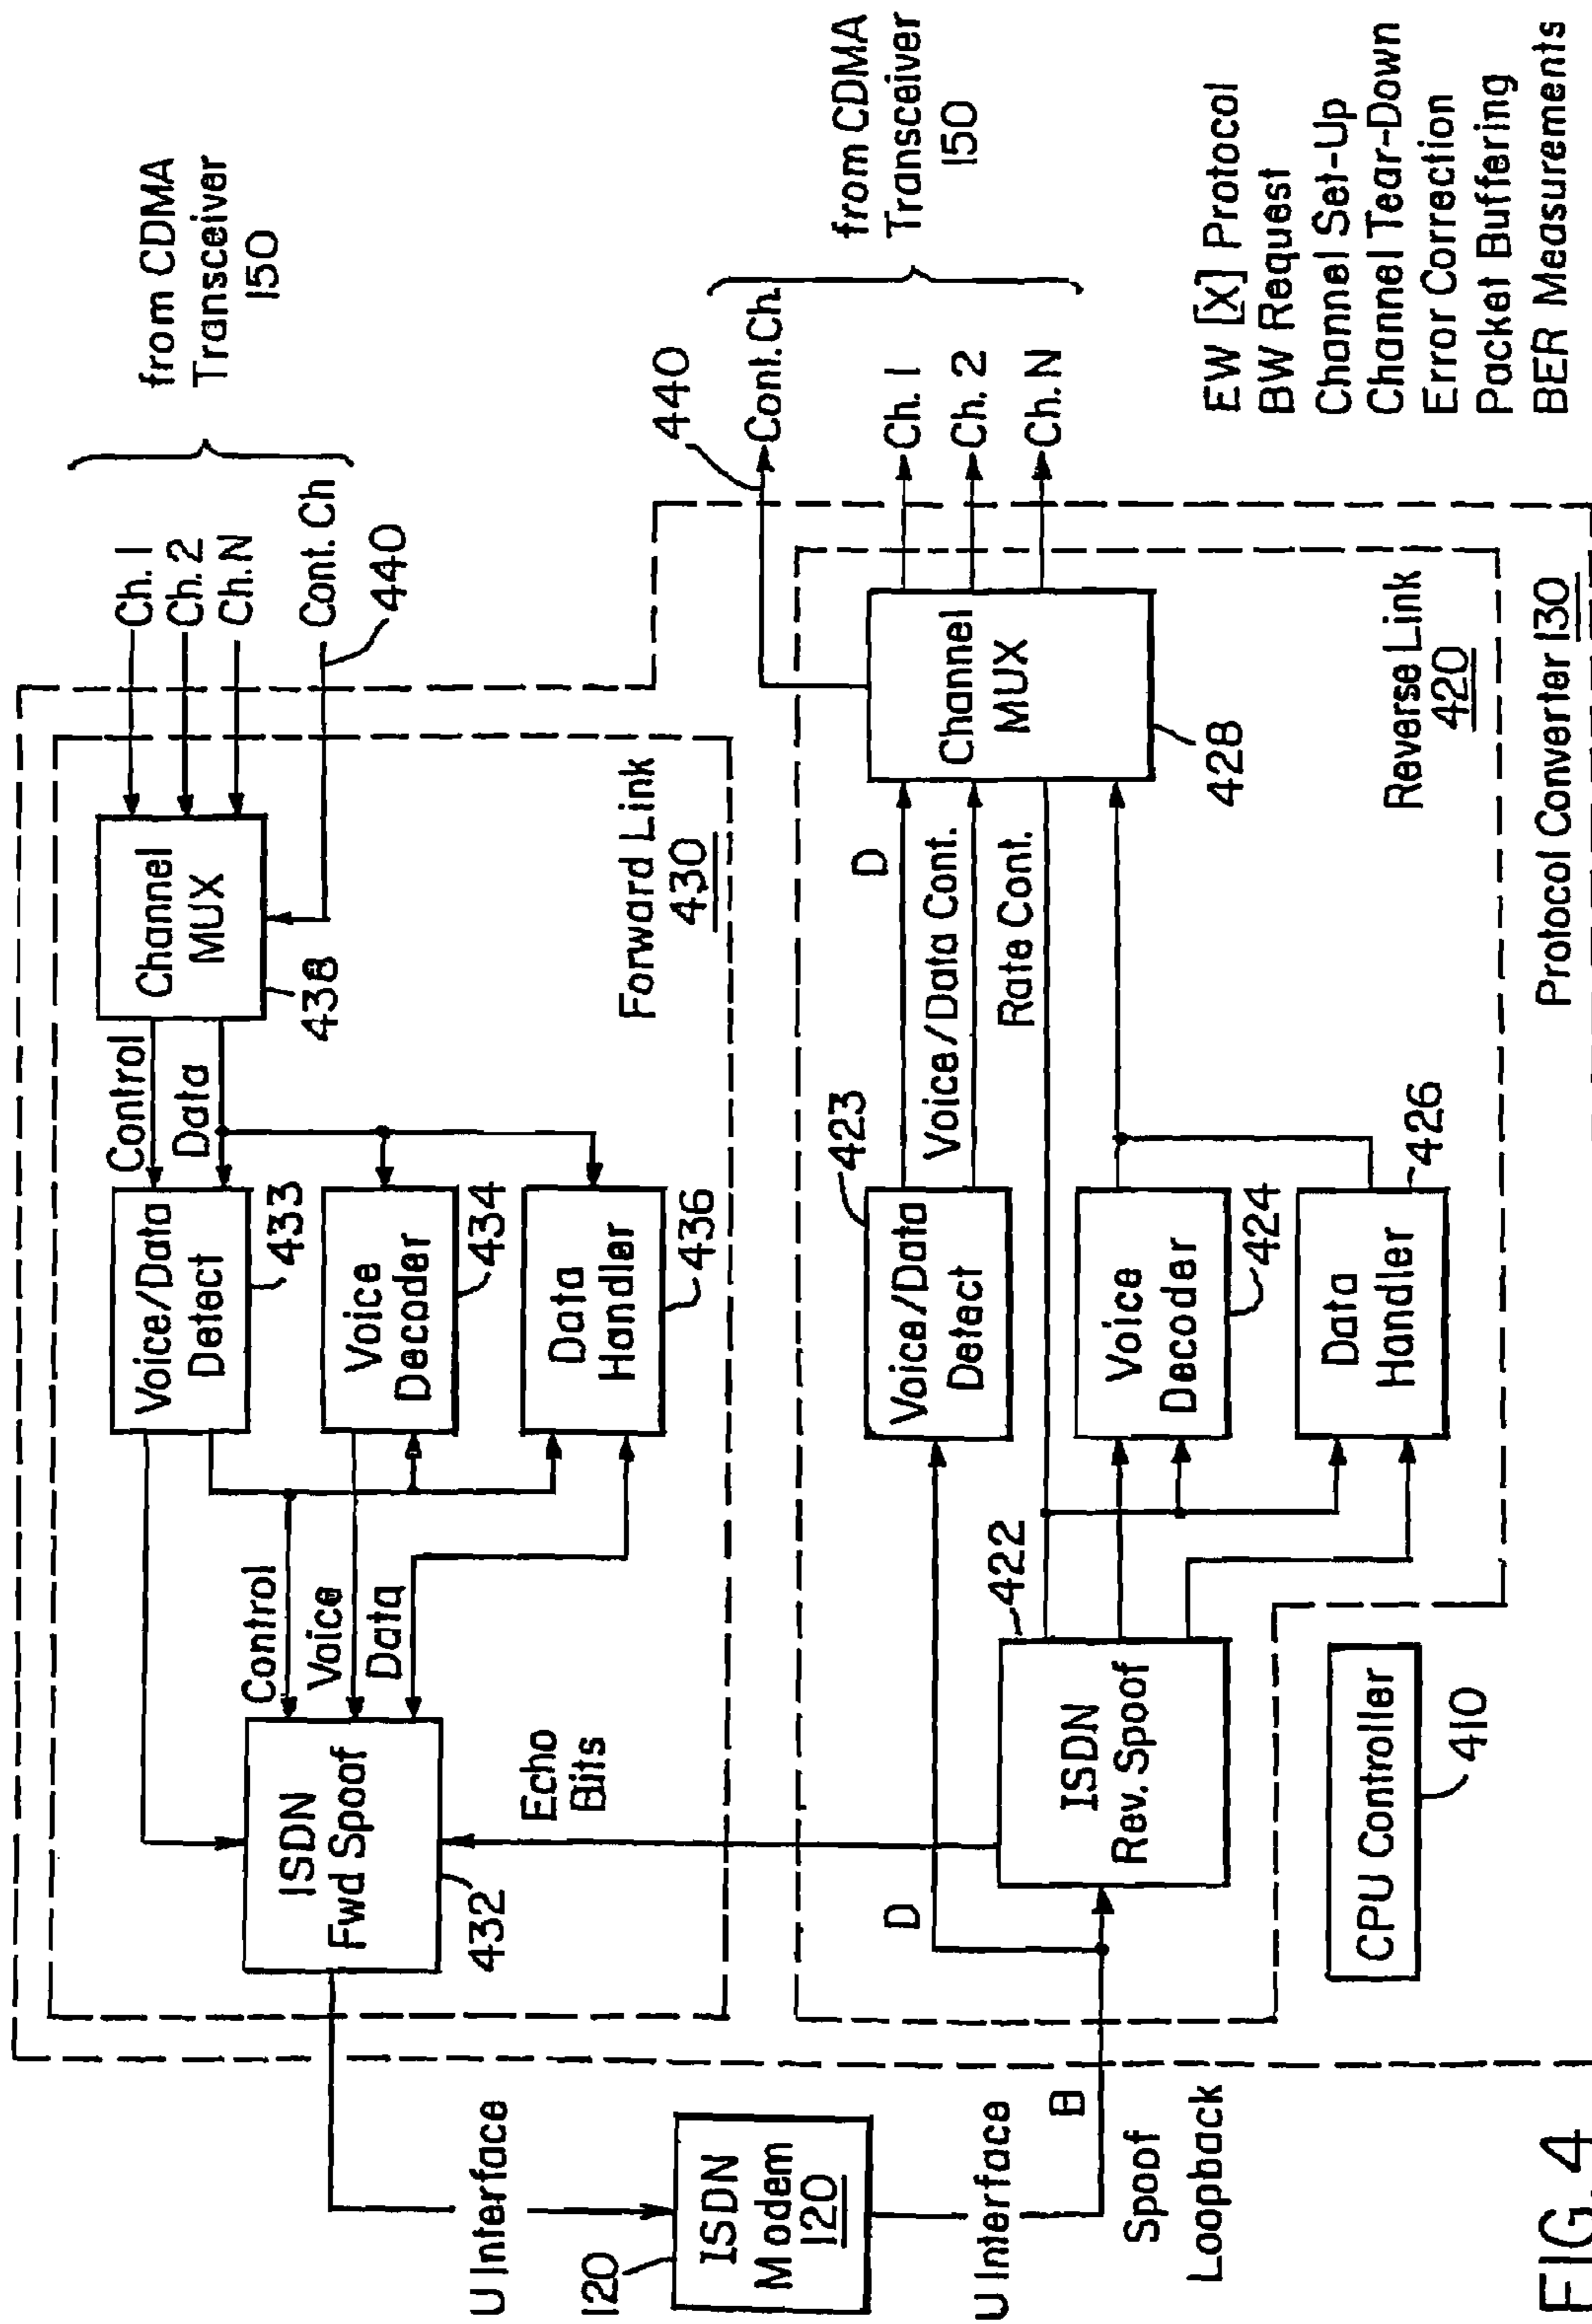 from CDMA
Transceiver
150
Ch. 1
Ch. 2
Ch. N
Cont. Ch
440
Channel
MUX
438
Control
Data
Voice/Data
Detect
433
Voice
Decoder
434
Data
Handler
436
Control
Voice
Data
ISDN
Fwd Spoof
432
Echo
Bits
Forward Link
430
U Interface
120
ISDN
Modem
120
U Interface
B
Spoof
Loopback
D
ISDN
Rev. Spoof
422
Voice/Data
Detect
423
Voice
Decoder
424
Data
Handler
426
D
Voice/Data Cont.
Rate Cont.
Channel
MUX
428
440
Cont. Ch.
Ch. 1
Ch. 2
Ch. N
from CDMA
Transceiver
150
Reverse Link
420
CPU Controller
410
Protocol Converter 130
EW [X] Protocol
BW Request
Channel Set-Up
Channel Tear-Down
Error Correction
Packet Buffering
BER Measurements
FIG. 4